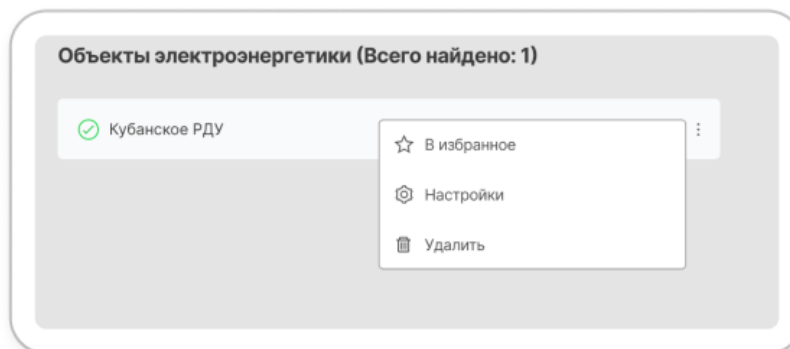 Объекты электроэнергетики (Всего найдено: 1)
Кубанское РДУ
В избранное
Настройки
Удалить